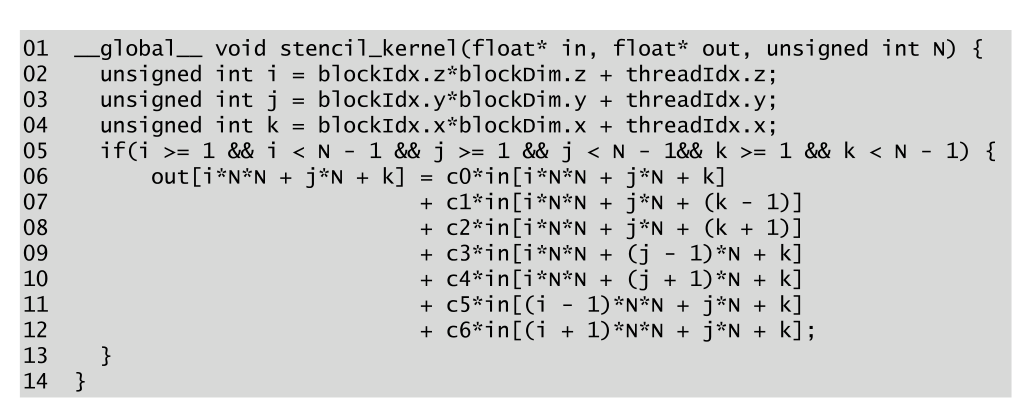 01 __global__ void stencil_kernel(float* in, float* out, unsigned int N) {
02   unsigned int i = blockIdx.z*blockDim.z + threadIdx.z;
03   unsigned int j = blockIdx.y*blockDim.y + threadIdx.y;
04   unsigned int k = blockIdx.x*blockDim.x + threadIdx.x;
05   if(i >= 1 && i < N - 1 && j >= 1 && j < N - 1&& k >= 1 && k < N - 1) {
06       out[i*N*N + j*N + k] = c0*in[i*N*N + j*N + k]
07                            + c1*in[i*N*N + j*N + (k - 1)]
08                            + c2*in[i*N*N + j*N + (k + 1)]
09                            + c3*in[i*N*N + (j - 1)*N + k]
10                            + c4*in[i*N*N + (j + 1)*N + k]
11                            + c5*in[(i - 1)*N*N + j*N + k]
12                            + c6*in[(i + 1)*N*N + j*N + k];
13   }
14 }